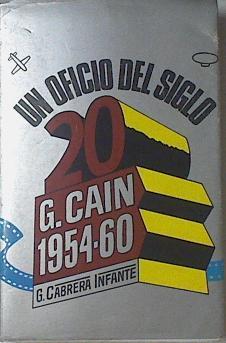 UN OFICIO DEL SIGLO
20
G. CAIN
1954-60
G. CABRERA INFANTE